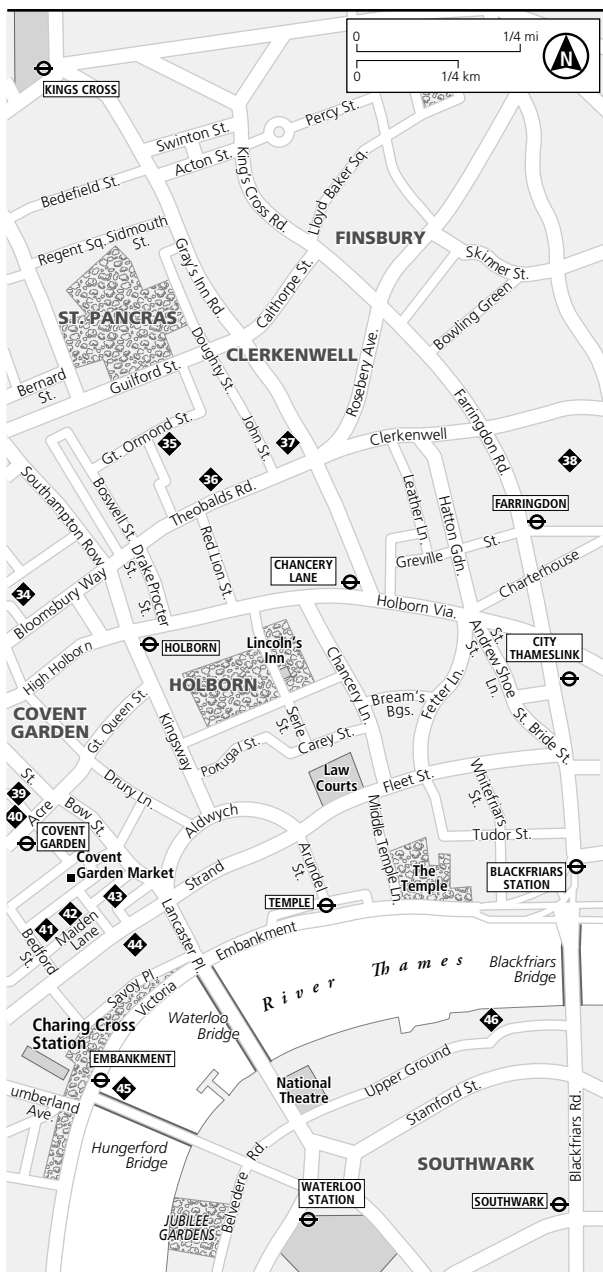 0 1/4 mi
0 1/4 km
N
KINGS CROSS
Swinton St.
Percy St.
Acton St.
King's Cross Rd.
Lloyd Baker Sq.
Bedefield St.
Regent Sq.
Sidmouth
St.
Gray's Inn Rd.
FINSBURY
Skinner St.
Calthorpe St.
Bowling Green
ST. PANCRAS
CLERKENWELL
Doughty St.
Rosebery Ave.
Bernard
St.
Guilford St.
Farringdon Rd.
Gt. Ormond St.
35
John St.
37
Clerkenwell
38
36
Theobalds Rd.
Southampton Row
Boswell St.
Leather Ln.
Hatton Gdn.
FARRINGDON
Drake
St.
Procter
St.
Red Lion St.
Greville St.
CHANCERY
LANE
Charterhouse
34
Bloomsbury Way
Holborn Via.
HOLBORN
Lincoln's
Inn
St. Andrew
Shoe
Ln.
CITY
THAMESLINK
High Holborn
HOLBORN
Chancery Ln.
Fetter Ln.
Bream's
Bgs.
St. Bride St.
COVENT
GARDEN
Gt. Queen St.
Kingsway
Serle
St.
Carey St.
Portugal St.
Law
Courts
Fleet St.
Whitefriars
St.
39
St.
40
Acre
Bow St.
Drury Ln.
Aldwych
Middle Temple Ln.
Tudor St.
COVENT
GARDEN
Covent
Garden Market
Strand
Arundel
St.
The
Temple
BLACKFRIARS
STATION
43
42
41
Maiden
Lane
Bedford
St.
TEMPLE
44
Lancaster Pl.
Embankment
Savoy Pl.
Victoria
River Thames
Blackfriars
Bridge
Waterloo
Bridge
46
Charing Cross
Station
EMBANKMENT
45
National
Theatre
Upper Ground
Stamford St.
umberland
Ave.
Hungerford
Bridge
Belvedere Rd.
SOUTHWARK
Blackfriars Rd.
WATERLOO
STATION
SOUTHWARK
JUBILEE
GARDENS